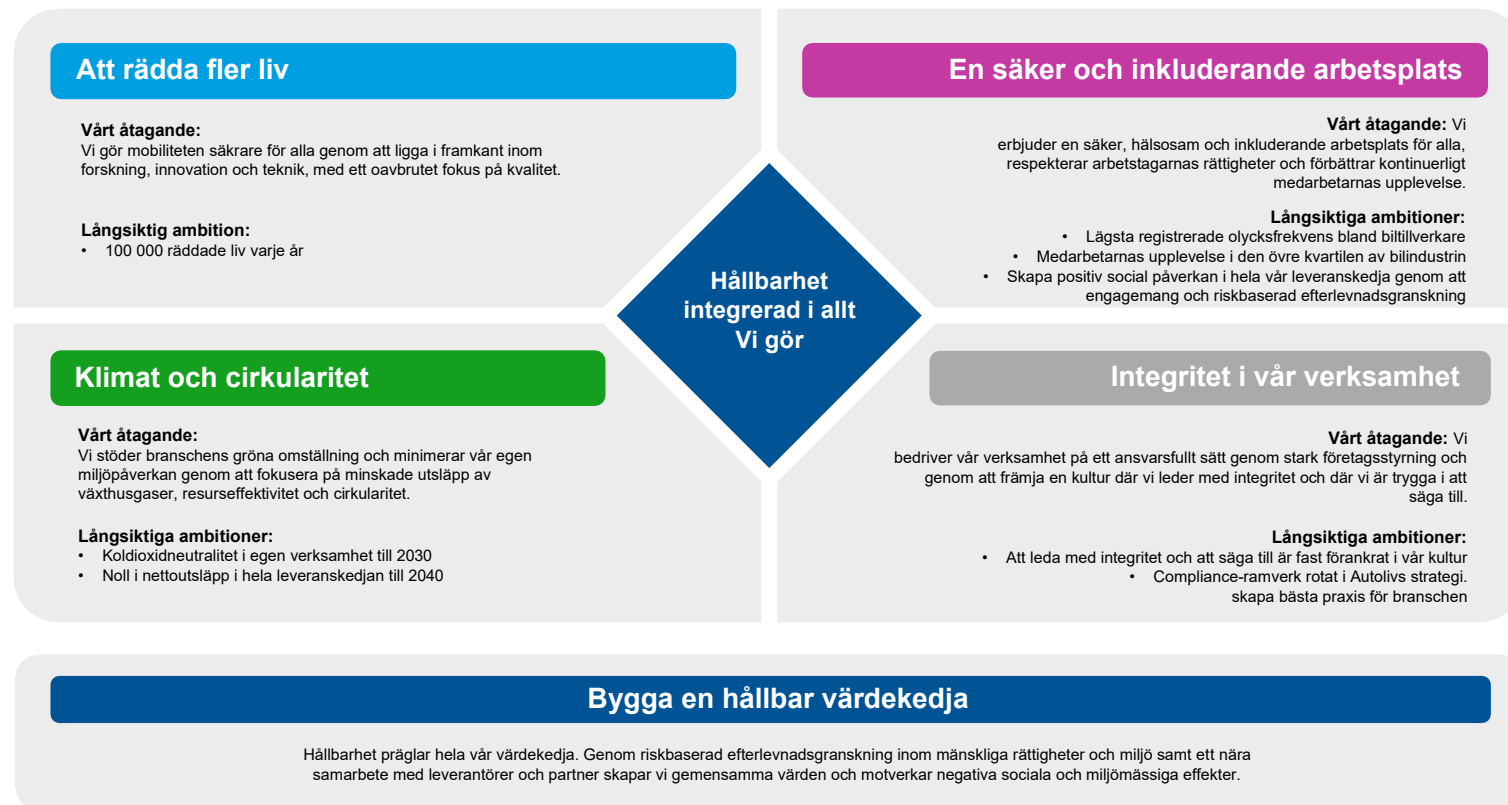 Att rädda fler liv
Vårt åtagande:
Vi gör mobiliteten säkrare för alla genom att ligga i framkant inom
forskning, innovation och teknik, med ett oavbrutet fokus på kvalitet.
Långsiktig ambition:
• 100 000 räddade liv varje år
En säker och inkluderande arbetsplats
Vårt åtagande: Vi
erbjuder en säker, hälsosam och inkluderande arbetsplats för alla,
respekterar arbetstagarnas rättigheter och förbättrar kontinuerligt
medarbetarnas upplevelse.
Långsiktiga ambitioner:
• Lägsta registrerade olycksfrekvens bland biltillverkare
• Medarbetarnas upplevelse i den övre kvartilen av bilindustrin
• Skapa positiv social påverkan i hela vår leveranskedja genom att
engagemang och riskbaserad efterlevnadsgranskning
Hållbarhet
integrerad i allt
Vi gör
Klimat och cirkularitet
Vårt åtagande:
Vi stöder branschens gröna omställning och minimerar vår egen
miljöpåverkan genom att fokusera på minskade utsläpp av
växthusgaser, resurseffektivitet och cirkularitet.
Långsiktiga ambitioner:
• Koldioxidneutralitet i egen verksamhet till 2030
• Noll i nettoutsläpp i hela leveranskedjan till 2040
Integritet i vår verksamhet
Vårt åtagande: Vi
bedriver vår verksamhet på ett ansvarsfullt sätt genom stark företagsstyrning och
genom att främja en kultur där vi leder med integritet och där vi är trygga i att
säga till.
Långsiktiga ambitioner:
• Att leda med integritet och att säga till är fast förankrat i vår kultur
• Compliance-ramverk rotat i Autolivs strategi.
skapa bästa praxis för branschen
Bygga en hållbar värdekedja
Hållbarhet präglar hela vår värdekedja. Genom riskbaserad efterlevnadsgranskning inom mänskliga rättigheter och miljö samt ett nära
samarbete med leverantörer och partner skapar vi gemensamma värden och motverkar negativa sociala och miljömässiga effekter.